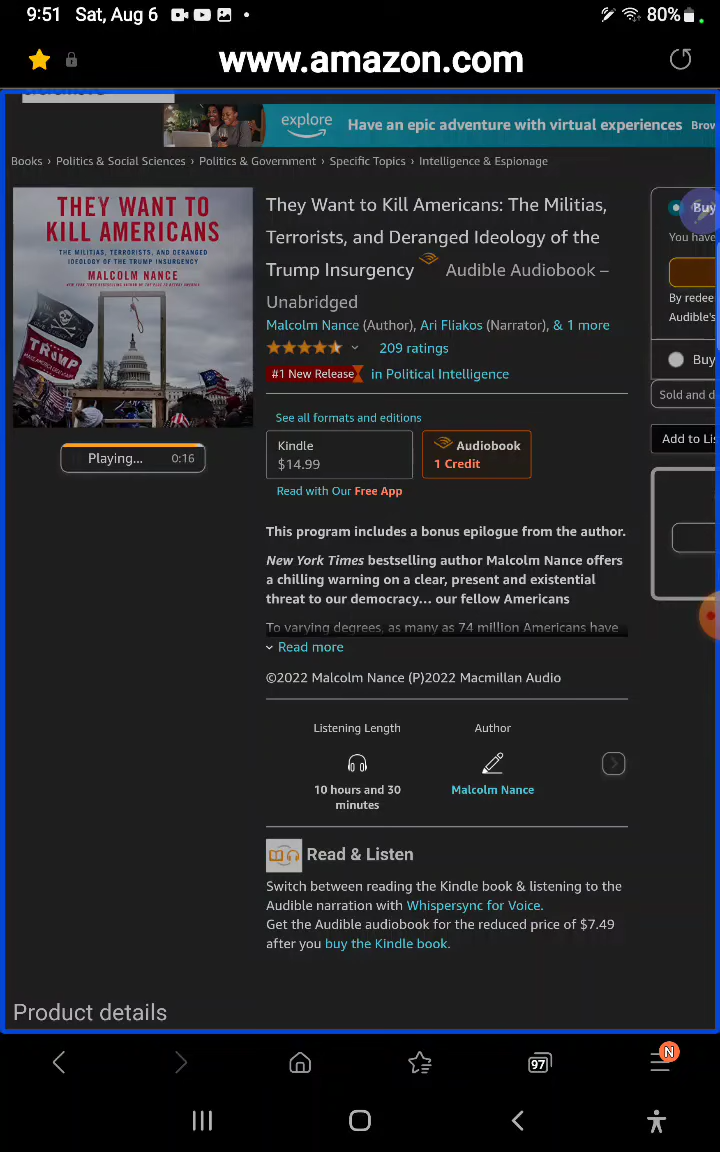 9:51 Sat, Aug 6
80%
www.amazon.com
explore Have an epic adventure with virtual experiences
Books › Politics & Social Sciences › Politics & Government › Specific Topics › Intelligence & Espionage
THEY WANT TO
KILL AMERICANS
THE MILITIAS, TERRORISTS, AND DERANGED
IDEOLOGY OF THE TRUMP INSURGENCY
MALCOLM NANCE
TRUMP
Playing... 0:16
They Want to Kill Americans: The Militias,
Terrorists, and Deranged Ideology of the
Trump Insurgency Audible Audiobook –
Unabridged
Malcolm Nance (Author), Ari Fliakos (Narrator), & 1 more
209 ratings
#1 New Release in Political Intelligence
See all formats and editions
Kindle
$14.99
Audiobook
1 Credit
Read with Our Free App
This program includes a bonus epilogue from the author.
New York Times bestselling author Malcolm Nance offers
a chilling warning on a clear, present and existential
threat to our democracy… our fellow Americans
To varying degrees, as many as 74 million Americans have
Read more
©2022 Malcolm Nance (P)2022 Macmillan Audio
Listening Length
10 hours and 30
minutes
Author
Malcolm Nance
Read & Listen
Switch between reading the Kindle book & listening to the
Audible narration with Whispersync for Voice.
Get the Audible audiobook for the reduced price of $7.49
after you buy the Kindle book.
Product details
Buy
You have
By redee
Audible's
Buy
Sold and d
Add to Li
97
N